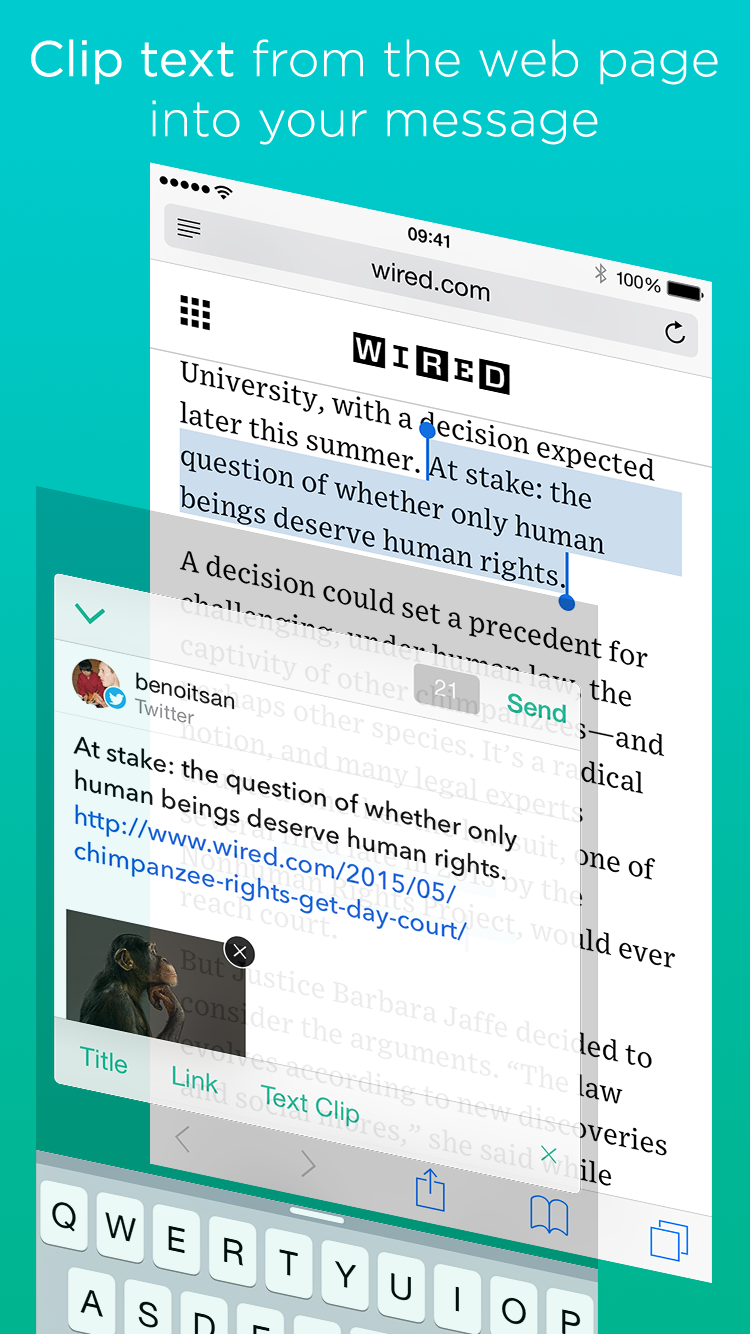 Clip text from the web page
into your message
09:41
100%
wired.com
WIRED
University, with a decision expected
later this summer. At stake: the
question of whether only human
beings deserve human rights.
A decision could set a precedent for
challenging, under human law, the
captivity of other chimpanzees—and
perhaps other species. It’s a radical
notion, and many legal experts
lawsuit, one of
several filed late in 2013 by the
Nonhuman Rights Project, would ever
reach court.
But Justice Barbara Jaffe decided to
consider the arguments. “The law
evolves according to new discoveries
and social mores,” she said while
21
Send
benoitsan
Twitter
At stake: the question of whether only
human beings deserve human rights.
http://www.wired.com/2015/05/
chimpanzee-rights-get-day-court/
Title
Link
Text Clip
Q W E R T Y U I O P
A S D F